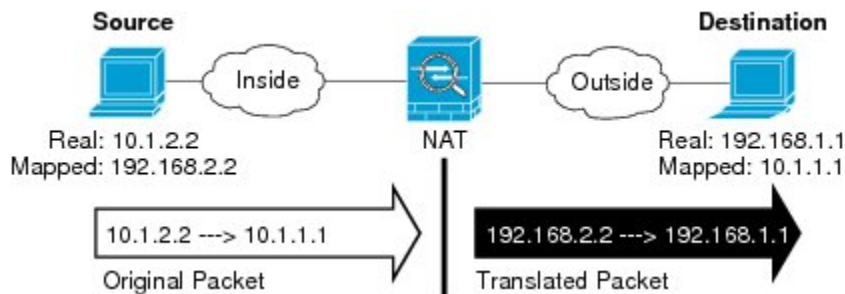 Source
Destination
Inside
Outside
NAT
Real: 10.1.2.2
Mapped: 192.168.2.2
Real: 192.168.1.1
Mapped: 10.1.1.1
10.1.2.2 ---> 10.1.1.1
192.168.2.2 ---> 192.168.1.1
Original Packet
Translated Packet